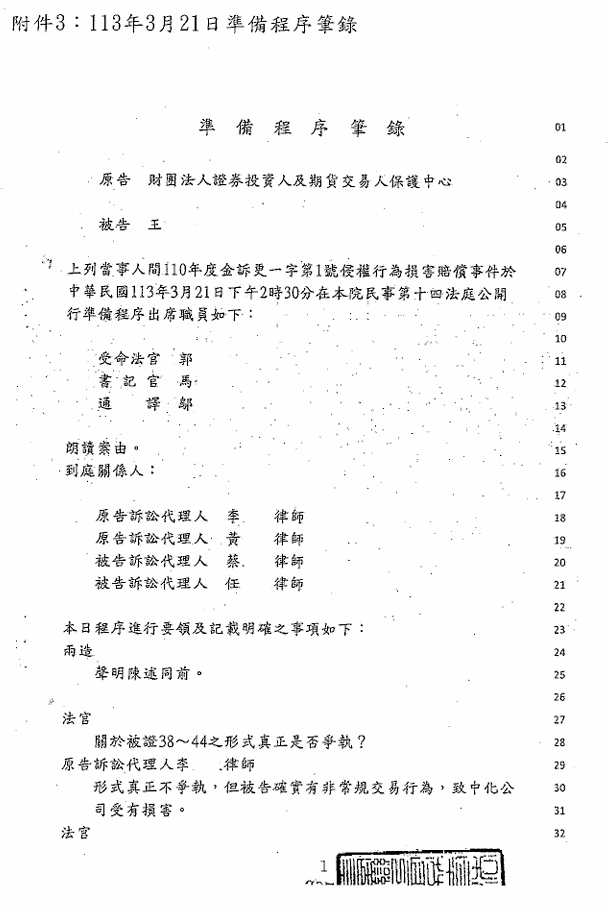 附件3：113年3月21日準備程序筆錄
準備程序筆錄 01
02
原告 財團法人證券投資人及期貨交易人保護中心 03
04
被告 王 05
06
上列當事人間110年度金訴更一字第1號侵權行為損害賠償事件於 07
中華民國113年3月21日下午2時30分在本院民事第十四法庭公開 08
行準備程序出席職員如下： 09
10
受命法官 郭 11
書記官 馬 12
通譯 鄔 13
14
朗讀案由。 15
到庭關係人： 16
17
原告訴訟代理人 李 律師 18
原告訴訟代理人 黃 律師 19
被告訴訟代理人 蔡 律師 20
被告訴訟代理人 任 律師 21
22
本日程序進行要領及記載明確之事項如下： 23
兩造 24
聲明陳述同前。 25
26
法官 27
關於被證38～44之形式真正是否爭執？ 28
原告訴訟代理人李 律師 29
形式真正不爭執，但被告確實有非常規交易行為，致中化公 30
司受有損害。 31
法官 32
1